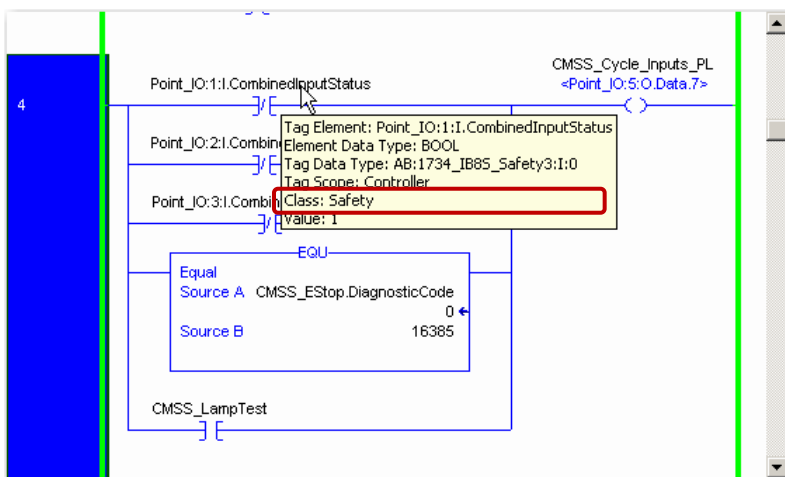 CMSS_Cycle_Inputs_PL
Point_IO:1:I.CombinedInputStatus
<Point_IO:5:O.Data.7>
4
Tag Element: Point_IO:1:I.CombinedInputStatus
Point_IO:2:I.Combin
Element Data Type: BOOL
Tag Data Type: AB:1734_IB8S_Safety3:I:0
Tag Scope: Controller
Point_IO:3:I.Combin
Class: Safety
Value: 1
EQU
Equal
Source A CMSS_EStop.DiagnosticCode
0
Source B 16385
CMSS_LampTest